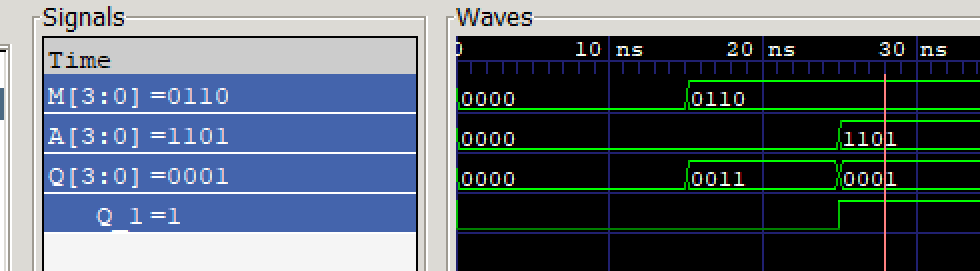 Signals
Waves
Time
0 10 ns 20 ns 30 ns
M[3:0] =0110
0000 0110
A[3:0] =1101
0000 1101
Q[3:0] =0001
0000 0011 0001
Q_1 =1